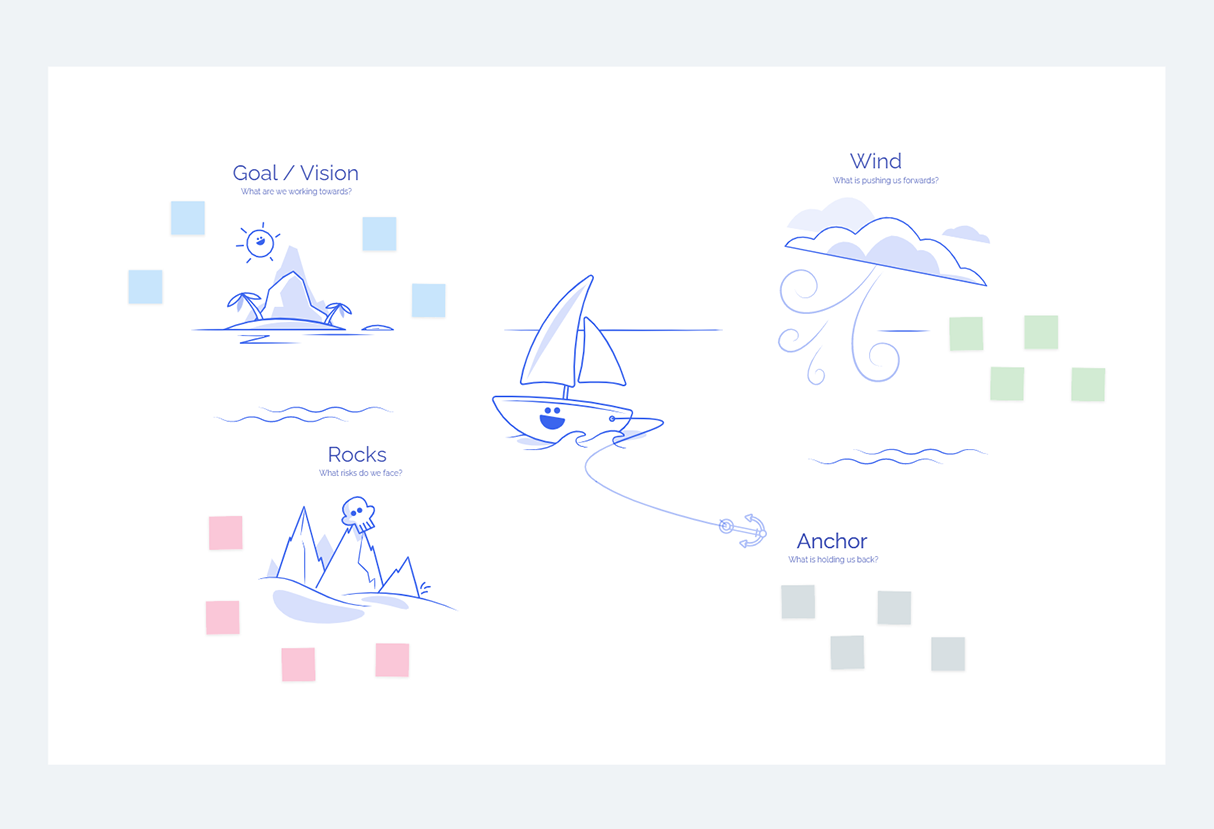 Goal / Vision
What are we working towards?
Wind
What is pushing us forwards?
Rocks
What risks do we face?
Anchor
What is holding us back?